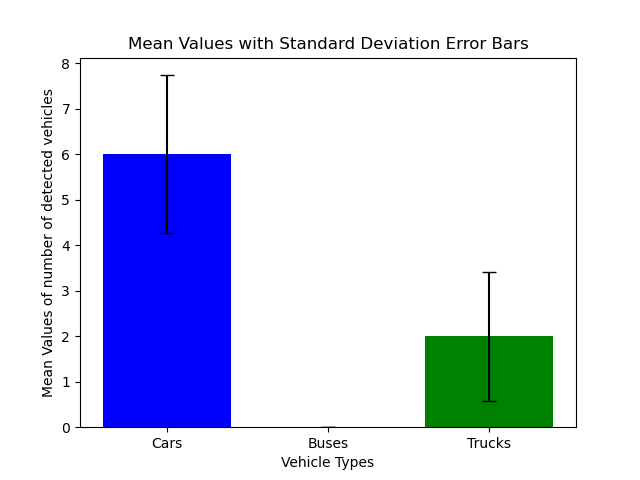 Mean Values with Standard Deviation Error Bars
Mean Values of number of detected vehicles
8
7
6
5
4
3
2
1
0
Cars Buses Trucks
Vehicle Types